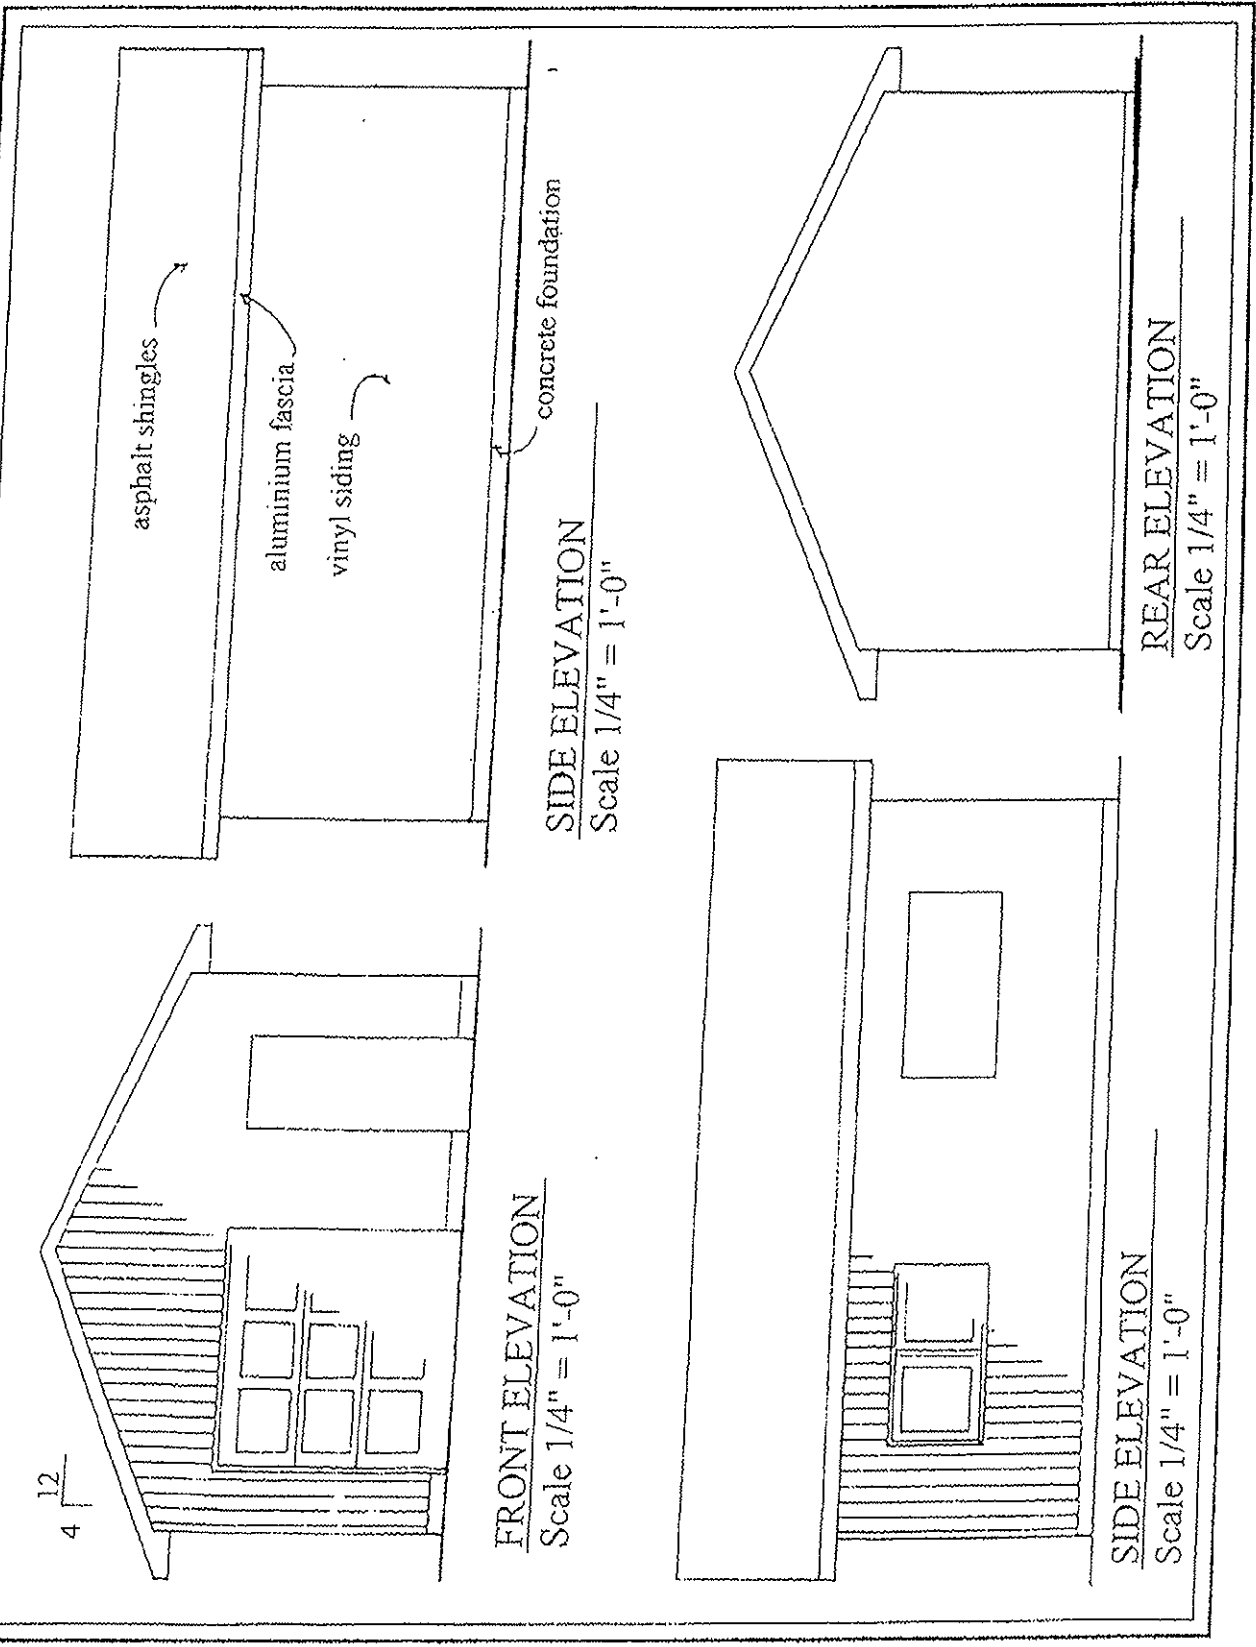 12
4
FRONT ELEVATION
Scale 1/4" = 1'-0"
asphalt shingles
aluminium fascia
vinyl siding
concrete foundation
SIDE ELEVATION
Scale 1/4" = 1'-0"
SIDE ELEVATION
Scale 1/4" = 1'-0"
REAR ELEVATION
Scale 1/4" = 1'-0"